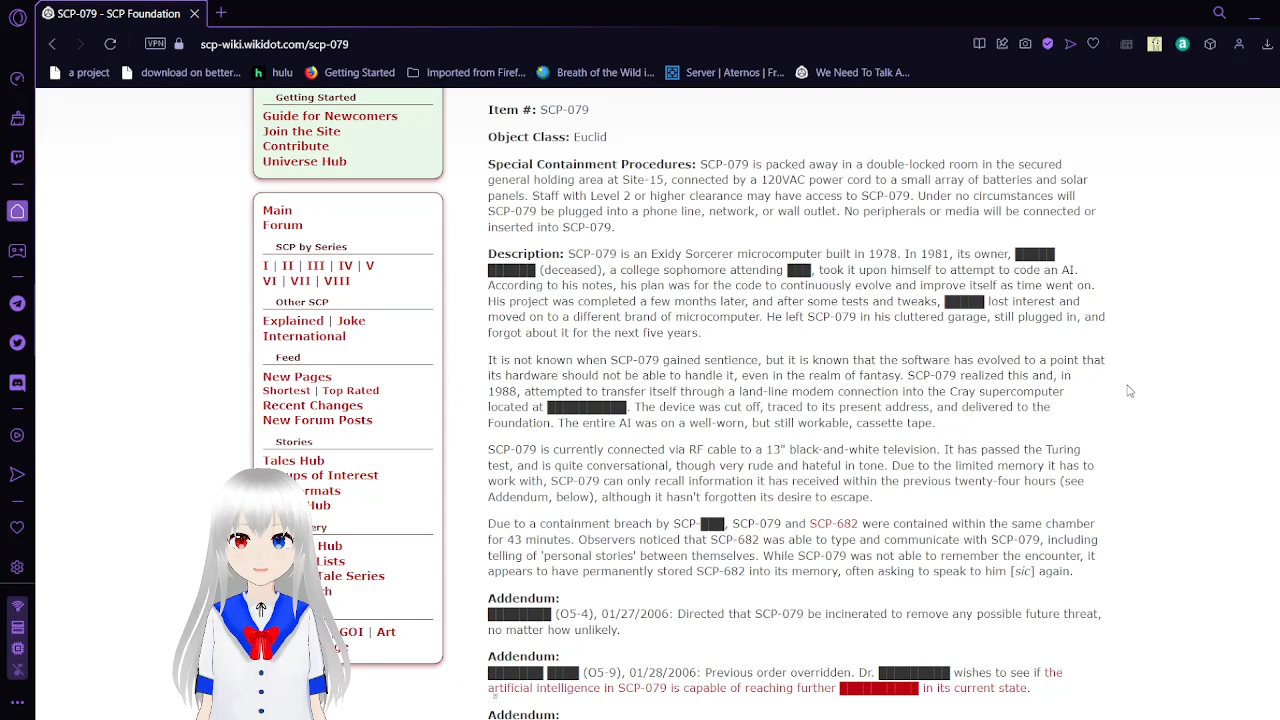 SCP-079 - SCP Foundation
VPN
scp-wiki.wikidot.com/scp-079
a project
download on better...
hulu
Getting Started
Imported from Firef...
Breath of the Wild i...
Server | Aternos | Fr...
We Need To Talk A...
Getting Started
Guide for Newcomers
Join the Site
Contribute
Universe Hub
Main
Forum
SCP by Series
I | II | III | IV | V
VI | VII | VIII
Other SCP
Explained | Joke
International
Feed
New Pages
Shortest | Top Rated
Recent Changes
New Forum Posts
Stories
Tales Hub
ups of Interest
ormats
Hub
ery
Hub
Lists
Tale Series
GOI | Art
Item #: SCP-079
Object Class: Euclid
Special Containment Procedures: SCP-079 is packed away in a double-locked room in the secured
general holding area at Site-15, connected by a 120VAC power cord to a small array of batteries and solar
panels. Staff with Level 2 or higher clearance may have access to SCP-079. Under no circumstances will
SCP-079 be plugged into a phone line, network, or wall outlet. No peripherals or media will be connected or
inserted into SCP-079.
Description: SCP-079 is an Exidy Sorcerer microcomputer built in 1978. In 1981, its owner, █████
██████ (deceased), a college sophomore attending ███, took it upon himself to attempt to code an AI.
According to his notes, his plan was for the code to continuously evolve and improve itself as time went on.
His project was completed a few months later, and after some tests and tweaks, █████ lost interest and
moved on to a different brand of microcomputer. He left SCP-079 in his cluttered garage, still plugged in, and
forgot about it for the next five years.
It is not known when SCP-079 gained sentience, but it is known that the software has evolved to a point that
its hardware should not be able to handle it, even in the realm of fantasy. SCP-079 realized this and, in
1988, attempted to transfer itself through a land-line modem connection into the Cray supercomputer
located at ██████████. The device was cut off, traced to its present address, and delivered to the
Foundation. The entire AI was on a well-worn, but still workable, cassette tape.
SCP-079 is currently connected via RF cable to a 13" black-and-white television. It has passed the Turing
test, and is quite conversational, though very rude and hateful in tone. Due to the limited memory it has to
work with, SCP-079 can only recall information it has received within the previous twenty-four hours (see
Addendum, below), although it hasn't forgotten its desire to escape.
Due to a containment breach by SCP-███, SCP-079 and SCP-682 were contained within the same chamber
for 43 minutes. Observers noticed that SCP-682 was able to type and communicate with SCP-079, including
telling of 'personal stories' between themselves. While SCP-079 was not able to remember the encounter, it
appears to have permanently stored SCP-682 into its memory, often asking to speak to him [sic] again.
Addendum:
████████ (O5-4), 01/27/2006: Directed that SCP-079 be incinerated to remove any possible future threat,
no matter how unlikely.
Addendum:
███████ ████ (O5-9), 01/28/2006: Previous order overridden. Dr. █████████ wishes to see if the
artificial intelligence in SCP-079 is capable of reaching further ██████████ in its current state.
Addendum: